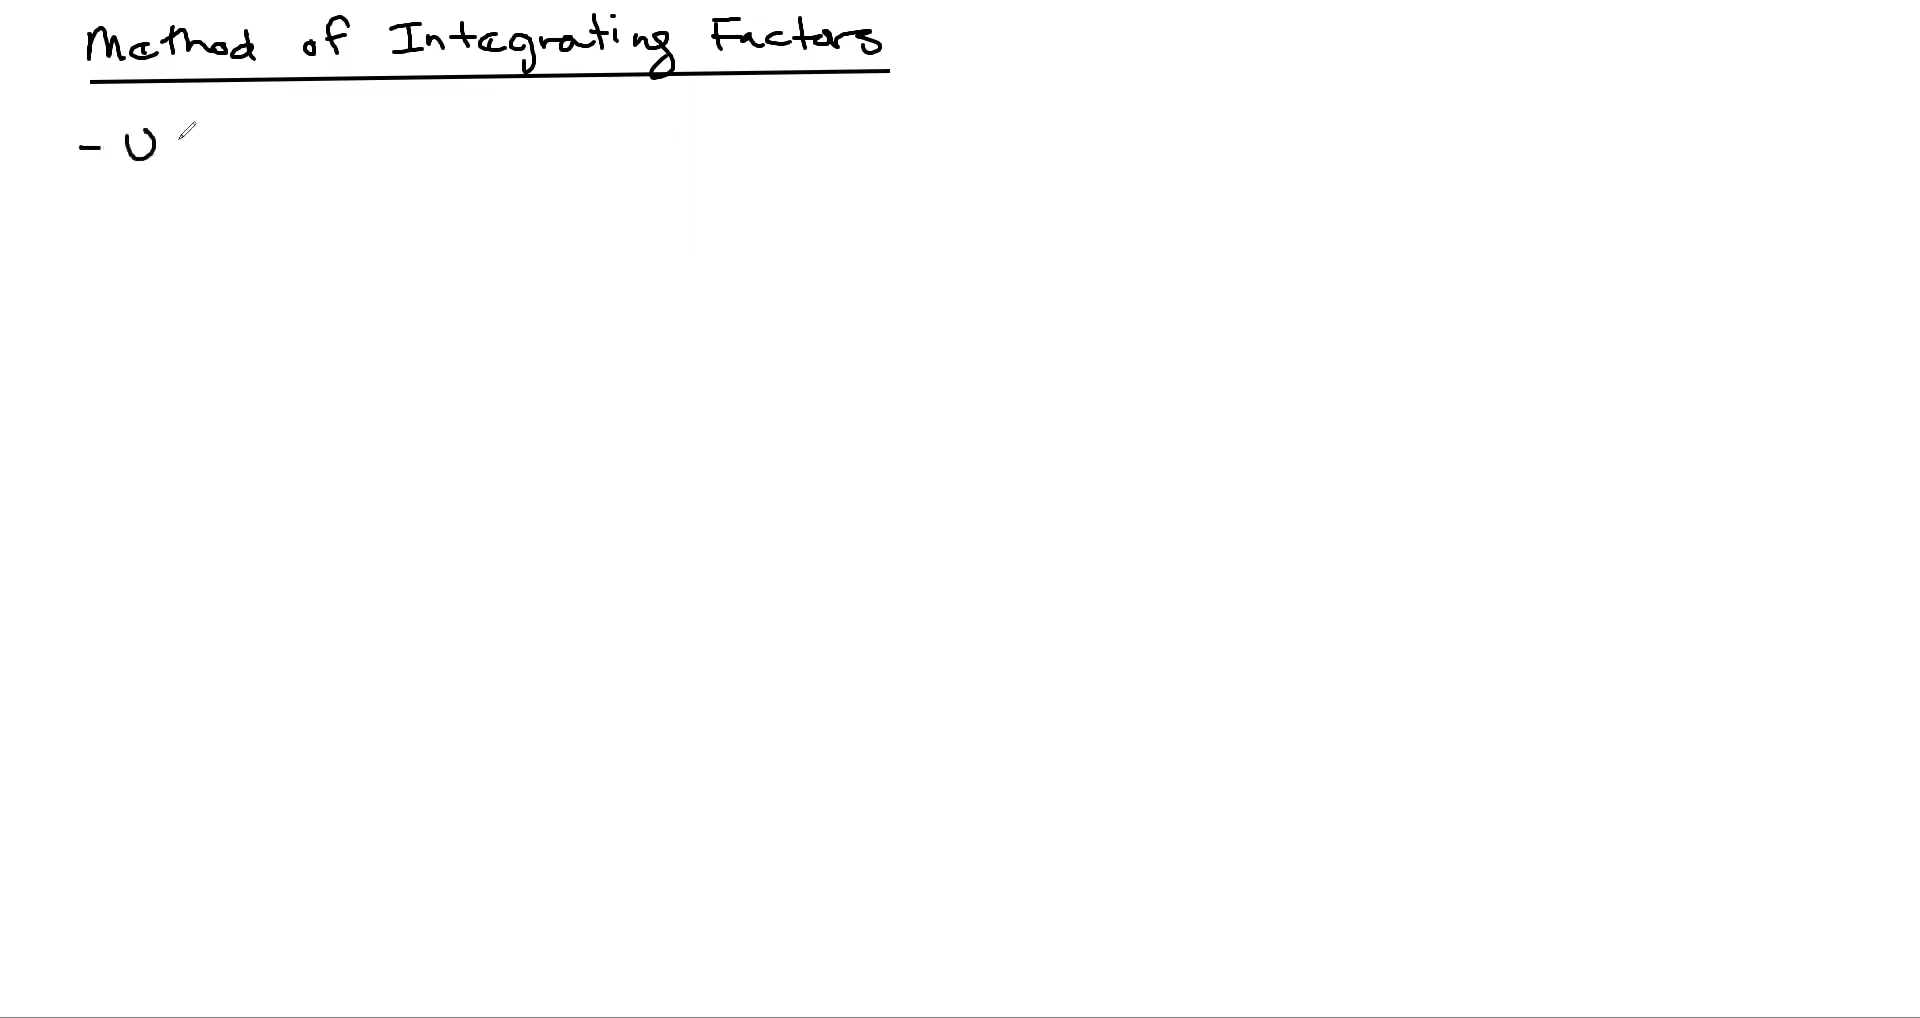 Method of Integrating Factors
- U